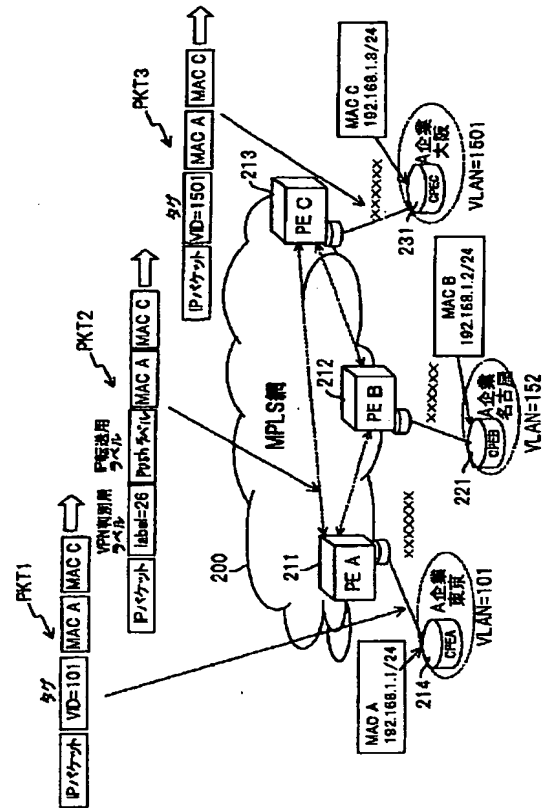 PKT1
タグ
IPパケット VID=101 MAC A MAC C
PKT2
VPN判別用
ラベル
IP転送用
ラベル
IPパケット label=26 Pushラベル MAC A MAC C
PKT3
タグ
IPパケット VID=1501 MAC A MAC C
200
MPLS網
211
PE A
212
PE B
213
PE C
XXXXXXX
XXXXXX
XXXXXX
MAC A
192.168.1.1/24
214
CPEA
A企業
東京
VLAN=101
MAC B
192.168.1.2/24
221
CPEB
A企業
名古屋
VLAN=152
MAC C
192.168.1.3/24
231
CPEC
A企業
大阪
VLAN=1501